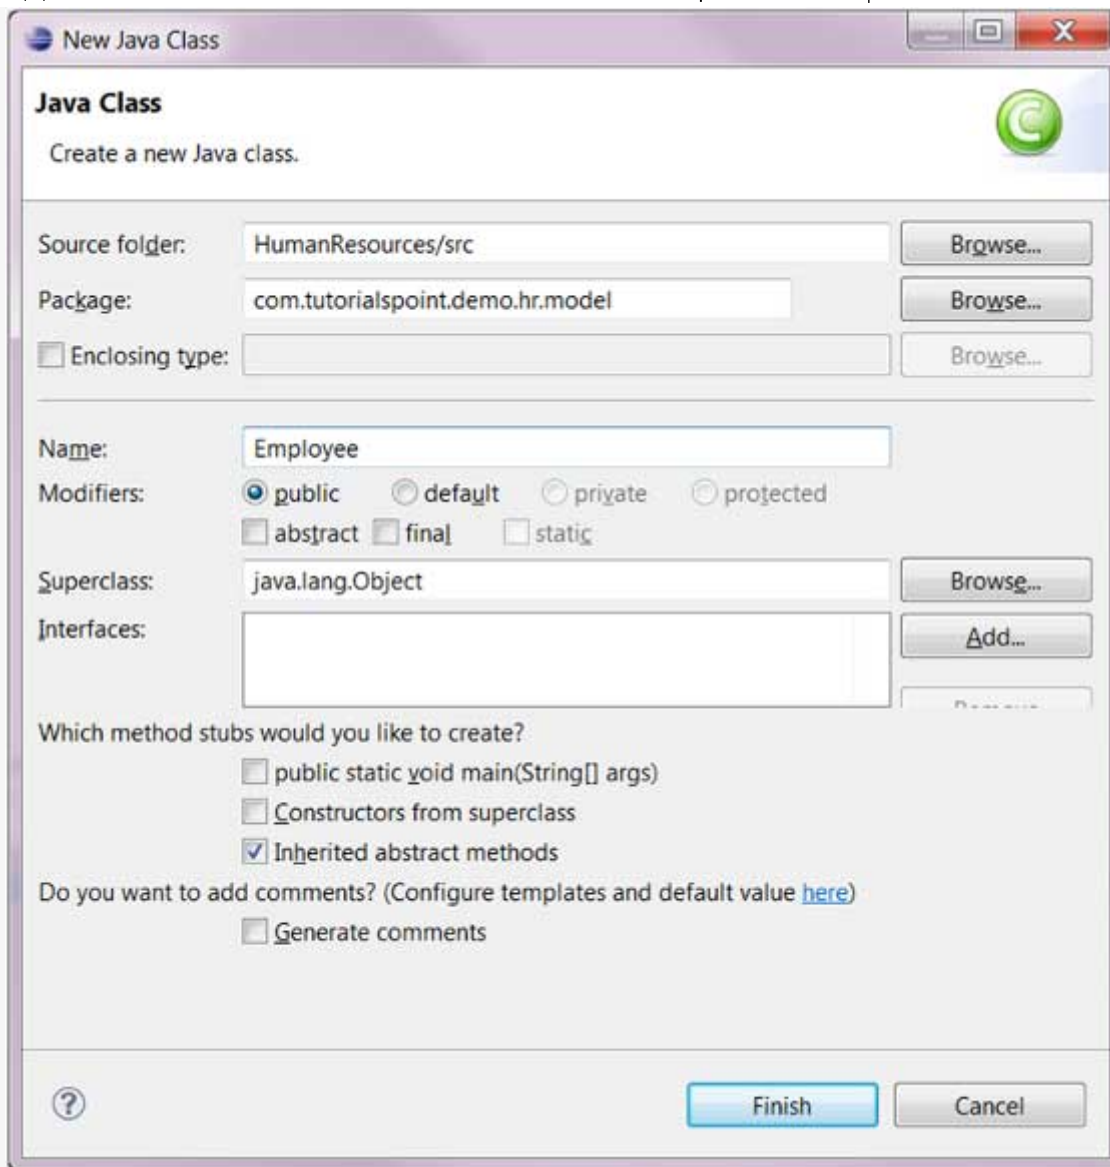 New Java Class
Java Class
Create a new Java class.
Source folder: HumanResources/src Browse...
Package: com.tutorialspoint.demo.hr.model Browse...
Enclosing type: Browse...
Name: Employee
Modifiers: public default private protected
abstract final static
Superclass: java.lang.Object Browse...
Interfaces: Add...
Which method stubs would you like to create?
public static void main(String[] args)
Constructors from superclass
Inherited abstract methods
Do you want to add comments? (Configure templates and default value here)
Generate comments
Finish Cancel